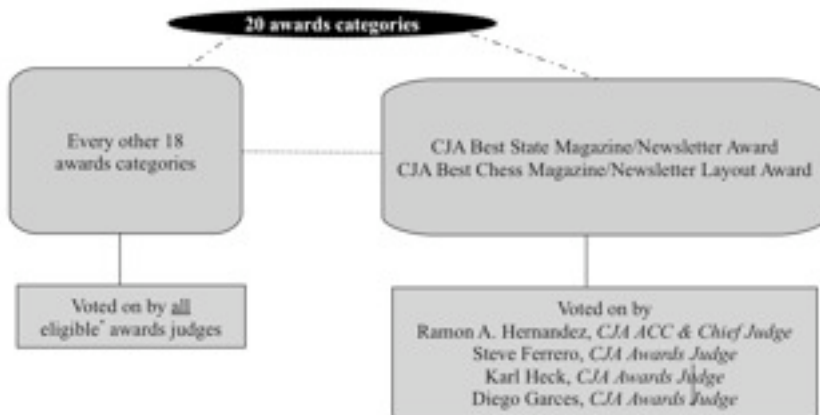 20 awards categories
Every other 18
awards categories
CJA Best State Magazine/Newsletter Award
CJA Best Chess Magazine/Newsletter Layout Award
Voted on by all
eligible* awards judges
Voted on by
Ramon A. Hernandez, CJA ACC & Chief Judge
Steve Ferrero, CJA Awards Judge
Karl Heck, CJA Awards Judge
Diego Garces, CJA Awards Judge